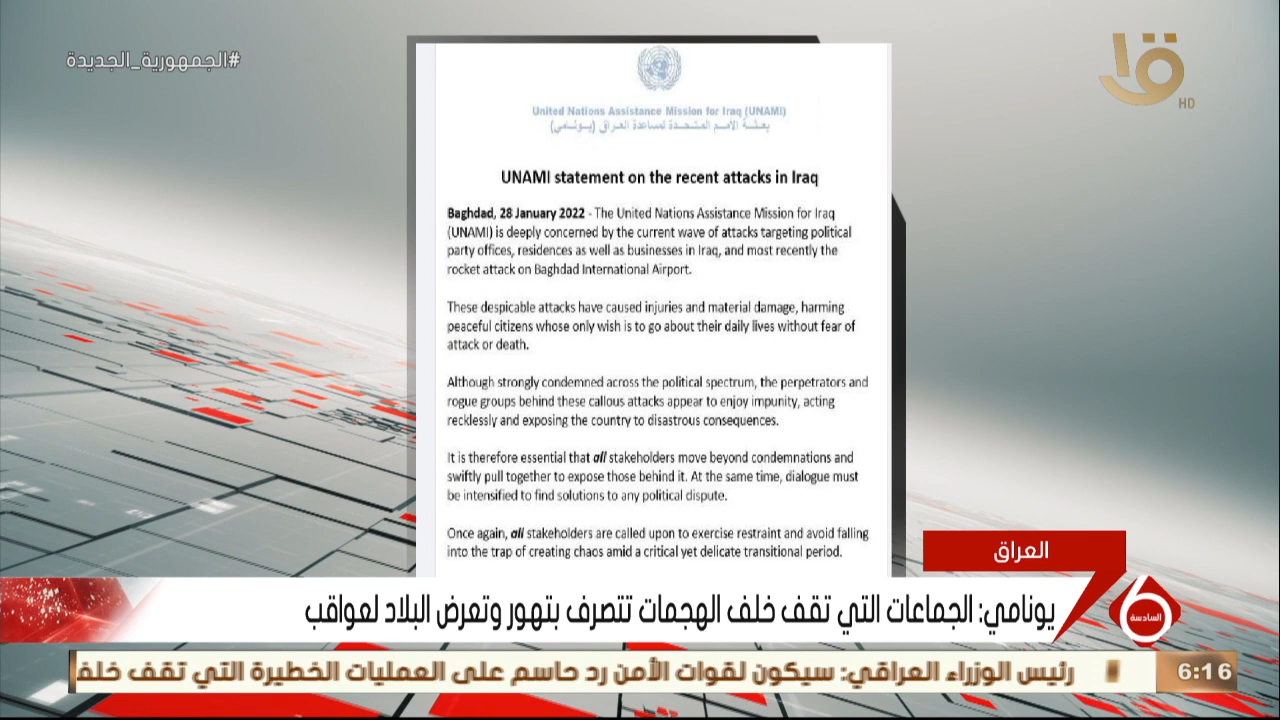 #الجمهورية_الجديدة
HD
United Nations Assistance Mission for Iraq (UNAMI)
بعثة الأمم المتحدة لمساعدة العراق (يونامي)
UNAMI statement on the recent attacks in Iraq
Baghdad, 28 January 2022 - The United Nations Assistance Mission for Iraq
(UNAMI) is deeply concerned by the current wave of attacks targeting political
party offices, residences as well as businesses in Iraq, and most recently the
rocket attack on Baghdad International Airport.
These despicable attacks have caused injuries and material damage, harming
peaceful citizens whose only wish is to go about their daily lives without fear of
attack or death.
Although strongly condemned across the political spectrum, the perpetrators and
rogue groups behind these callous attacks appear to enjoy impunity, acting
recklessly and exposing the country to disastrous consequences.
It is therefore essential that all stakeholders move beyond condemnations and
swiftly pull together to expose those behind it. At the same time, dialogue must
be intensified to find solutions to any political dispute.
Once again, all stakeholders are called upon to exercise restraint and avoid falling
into the trap of creating chaos amid a critical yet delicate transitional period.
العراق
السادسة
يونامي: الجماعات التي تقف خلف الهجمات تتصرف بتهور وتعرض البلاد لعواقب
6:16
رئيس الوزراء العراقي: سيكون لقوات الأمن رد حاسم على العمليات الخطيرة التي تقف خلف